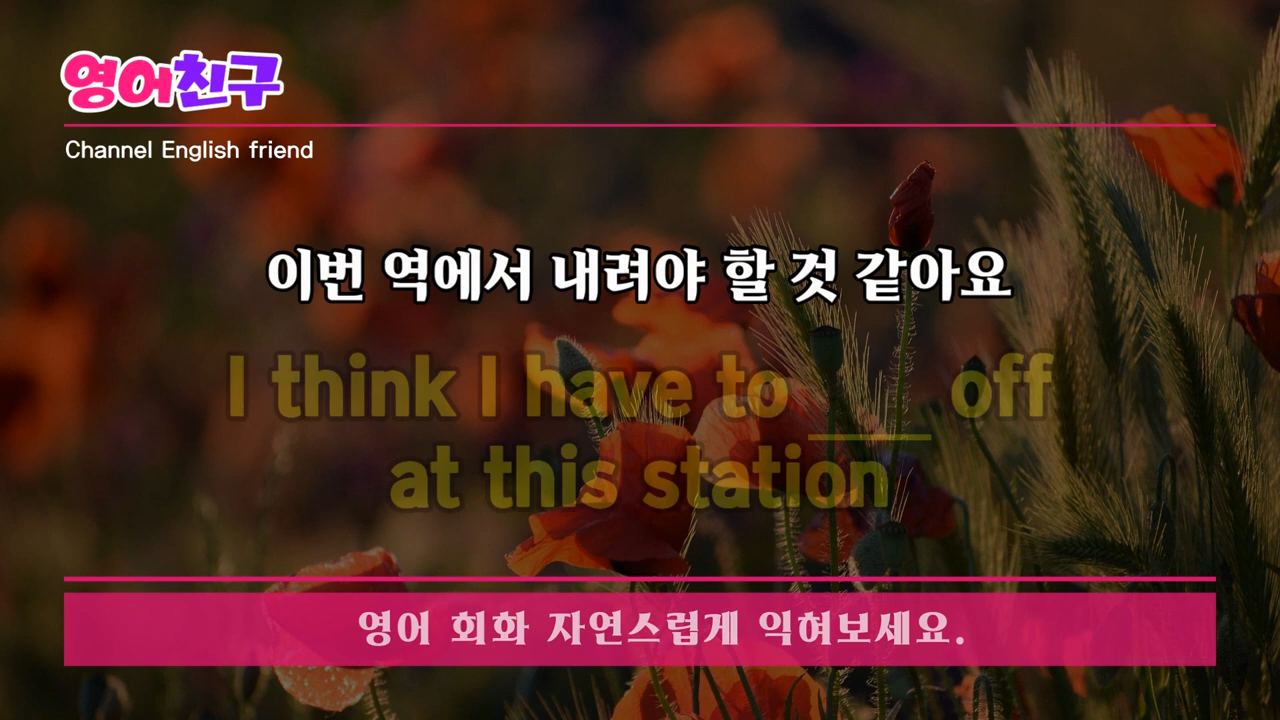 영어친구
Channel English friend
이번 역에서 내려야 할 것 같아요
I think I have to ____ off
at this station
영어 회화 자연스럽게 익혀보세요.